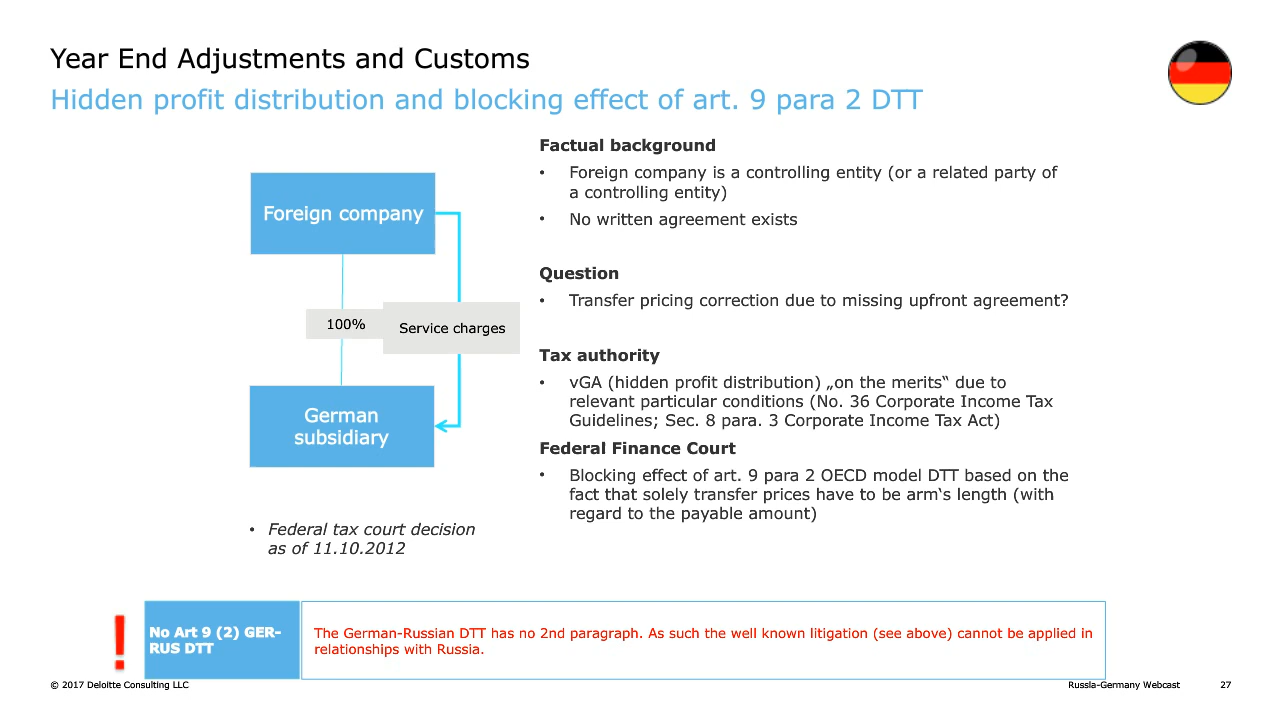 Year End Adjustments and Customs
Hidden profit distribution and blocking effect of art. 9 para 2 DTT
Foreign company
100%
Service charges
German
subsidiary
• Federal tax court decision
as of 11.10.2012
Factual background
• Foreign company is a controlling entity (or a related party of
a controlling entity)
• No written agreement exists
Question
• Transfer pricing correction due to missing upfront agreement?
Tax authority
• vGA (hidden profit distribution) „on the merits“ due to
relevant particular conditions (No. 36 Corporate Income Tax
Guidelines; Sec. 8 para. 3 Corporate Income Tax Act)
Federal Finance Court
• Blocking effect of art. 9 para 2 OECD model DTT based on the
fact that solely transfer prices have to be arm‘s length (with
regard to the payable amount)
!
No Art 9 (2) GER-
RUS DTT
The German-Russian DTT has no 2nd paragraph. As such the well known litigation (see above) cannot be applied in
relationships with Russia.
© 2017 Deloitte Consulting LLC
Russia-Germany Webcast
27